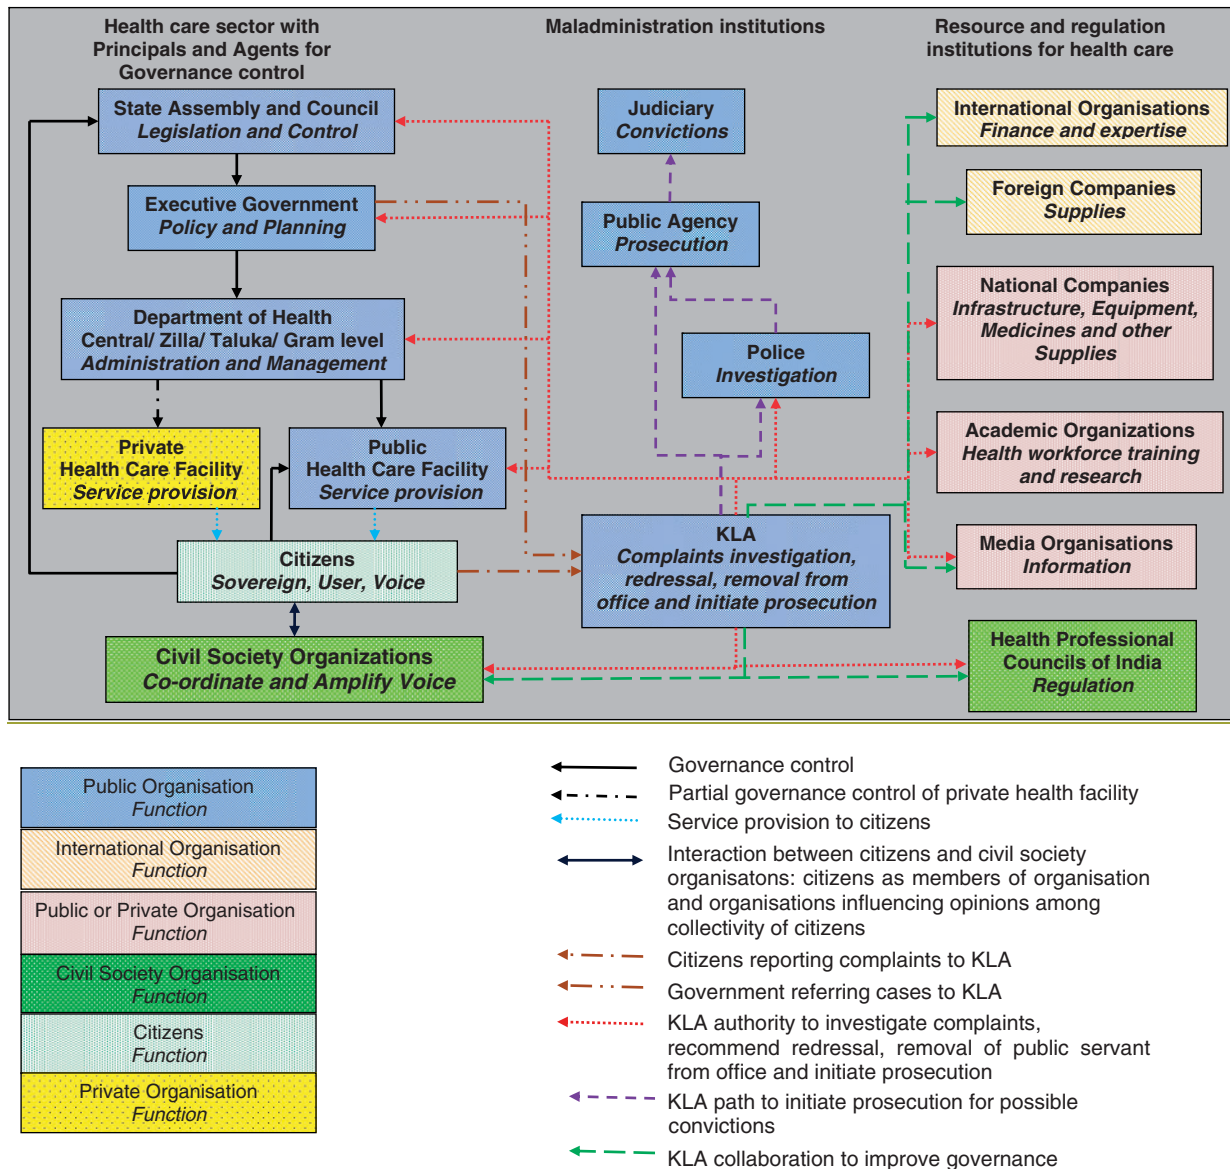 Health care sector with
Principals and Agents for
Governance control
Maladministration institutions
Resource and regulation
institutions for health care
State Assembly and Council
Legislation and Control
Executive Government
Policy and Planning
Department of Health
Central/ Zilla/ Taluka/ Gram level
Administration and Management
Private
Health Care Facility
Service provision
Public
Health Care Facility
Service provision
Citizens
Sovereign, User, Voice
Civil Society Organizations
Co-ordinate and Amplify Voice
Judiciary
Convictions
Public Agency
Prosecution
Police
Investigation
KLA
Complaints investigation,
redressal, removal from
office and initiate prosecution
International Organisations
Finance and expertise
Foreign Companies
Supplies
National Companies
Infrastructure, Equipment,
Medicines and other
Supplies
Academic Organizations
Health workforce training
and research
Media Organisations
Information
Health Professional
Councils of India
Regulation
Public Organisation
Function
International Organisation
Function
Public or Private Organisation
Function
Civil Society Organisation
Function
Citizens
Function
Private Organisation
Function
Governance control
Partial governance control of private health facility
Service provision to citizens
Interaction between citizens and civil society
organisatons: citizens as members of organisation
and organisations influencing opinions among
collectivity of citizens
Citizens reporting complaints to KLA
Government referring cases to KLA
KLA authority to investigate complaints,
recommend redressal, removal of public servant
from office and initiate prosecution
KLA path to initiate prosecution for possible
convictions
KLA collaboration to improve governance